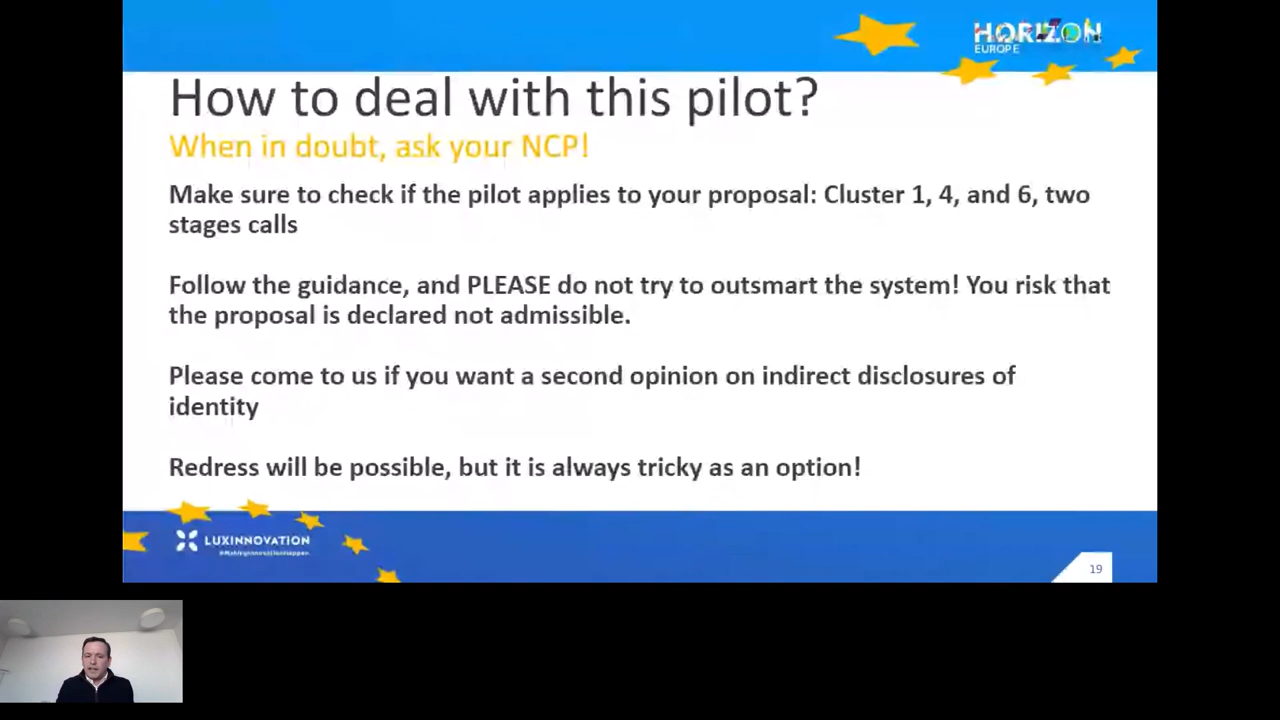 HORIZON
EUROPE
How to deal with this pilot?
When in doubt, ask your NCP!
Make sure to check if the pilot applies to your proposal: Cluster 1, 4, and 6, two
stages calls
Follow the guidance, and PLEASE do not try to outsmart the system! You risk that
the proposal is declared not admissible.
Please come to us if you want a second opinion on indirect disclosures of
identity
Redress will be possible, but it is always tricky as an option!
LUXINNOVATION
#MakingInnovationHappen
19